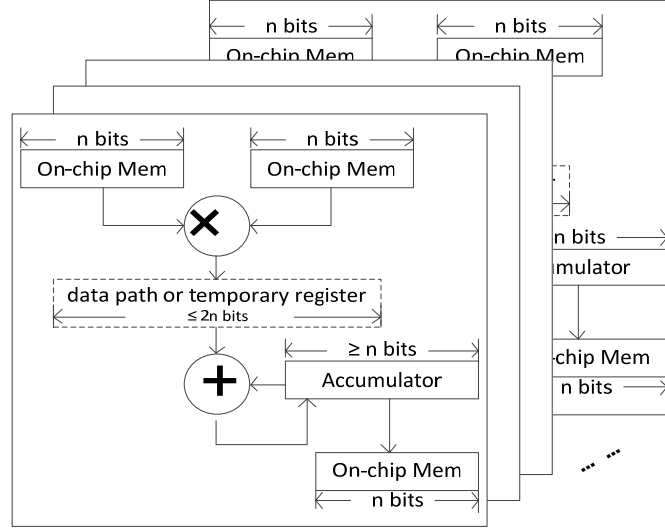 n bits
n bits
On-chip Mem
On-chip Mem
n bits
n bits
On-chip Mem
On-chip Mem
×
n bits
data path or temporary register
≤ 2n bits
≥ n bits
+
Accumulator
On-chip Mem
n bits
n bits